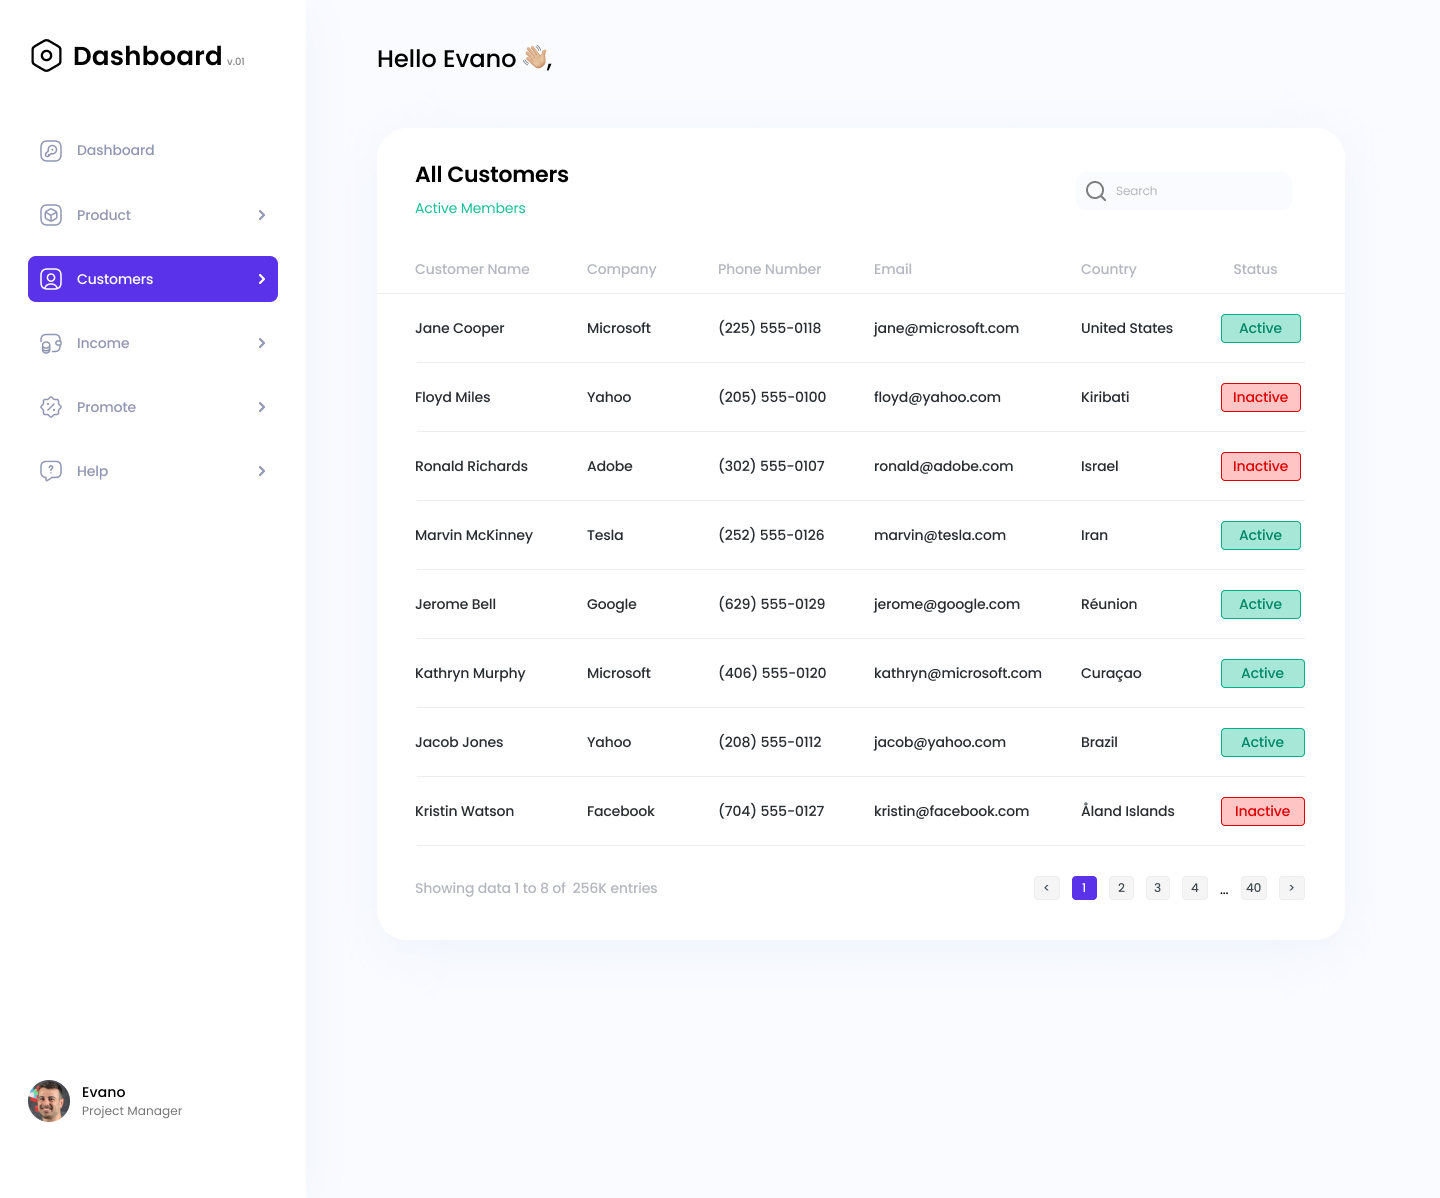 Dashboard v.01
Dashboard
Product
Customers
Income
Promote
Help
Evano
Project Manager
Hello Evano 👋🏼,
All Customers
Active Members
Search
Customer Name Company Phone Number Email Country Status
Jane Cooper Microsoft (225) 555-0118 jane@microsoft.com United States Active
Floyd Miles Yahoo (205) 555-0100 floyd@yahoo.com Kiribati Inactive
Ronald Richards Adobe (302) 555-0107 ronald@adobe.com Israel Inactive
Marvin McKinney Tesla (252) 555-0126 marvin@tesla.com Iran Active
Jerome Bell Google (629) 555-0129 jerome@google.com Réunion Active
Kathryn Murphy Microsoft (406) 555-0120 kathryn@microsoft.com Curaçao Active
Jacob Jones Yahoo (208) 555-0112 jacob@yahoo.com Brazil Active
Kristin Watson Facebook (704) 555-0127 kristin@facebook.com Åland Islands Inactive
Showing data 1 to 8 of  256K entries < 1 2 3 4 ... 40 >